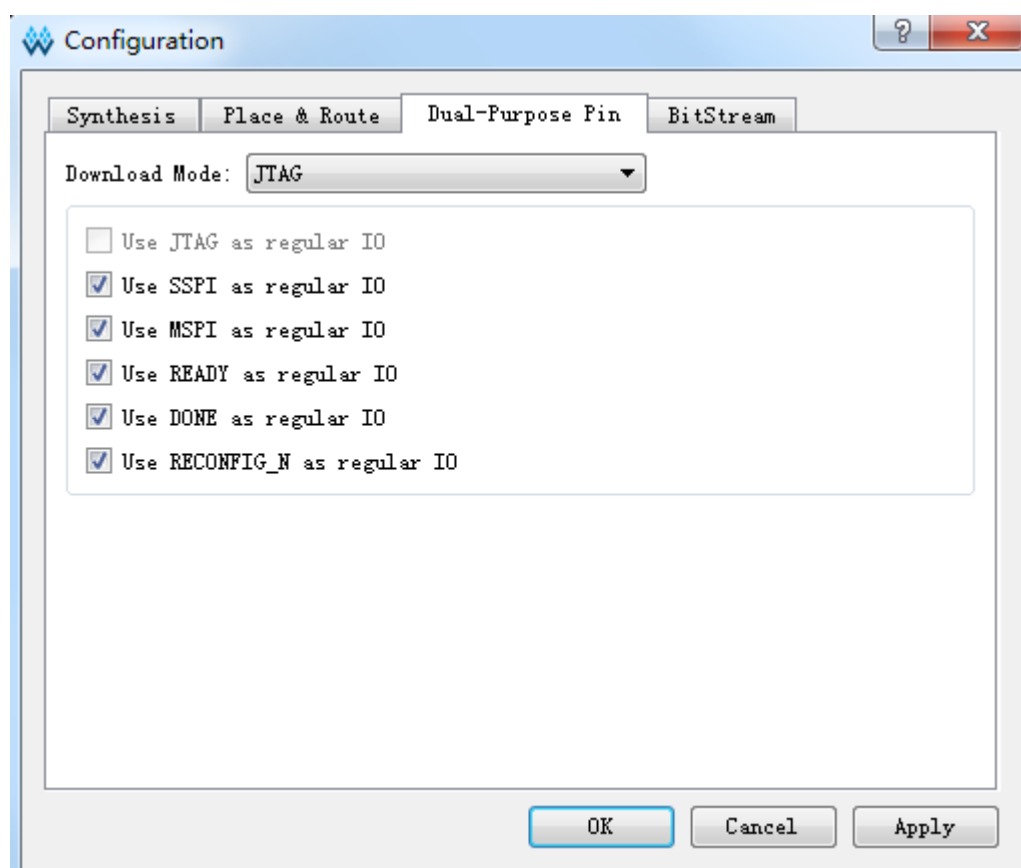 Configuration
Synthesis Place & Route Dual-Purpose Pin BitStream
Download Mode: JTAG
Use JTAG as regular IO
Use SSPI as regular IO
Use MSPI as regular IO
Use READY as regular IO
Use DONE as regular IO
Use RECONFIG_N as regular IO
OK Cancel Apply